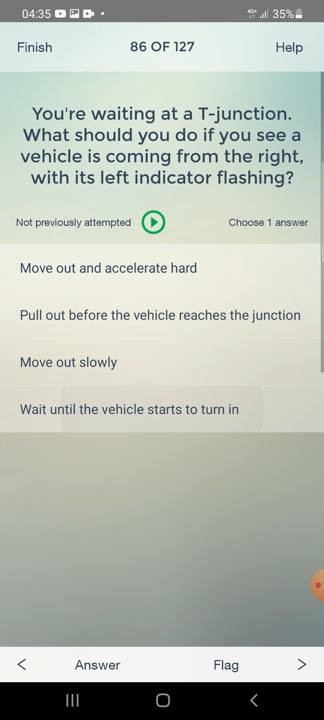 04:35 4G+ 35%
Finish 86 OF 127 Help
You're waiting at a T-junction.
What should you do if you see a
vehicle is coming from the right,
with its left indicator flashing?
Not previously attempted Choose 1 answer
Move out and accelerate hard
Pull out before the vehicle reaches the junction
Move out slowly
Wait until the vehicle starts to turn in
Answer Flag